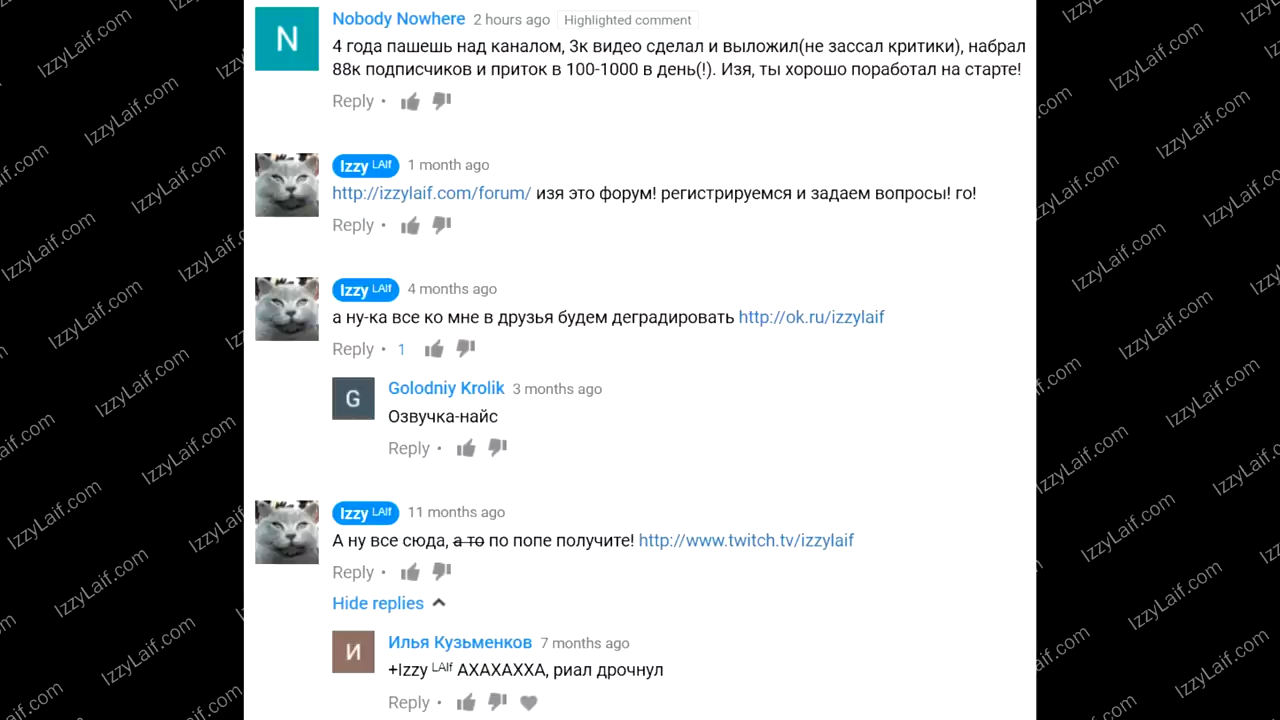 Nobody Nowhere 2 hours ago Highlighted comment
N
4 года пашешь над каналом, 3к видео сделал и выложил(не зассал критики), набрал
88к подписчиков и приток в 100-1000 в день(!). Изя, ты хорошо поработал на старте!
Reply •
Izzy ᴸᴬᴵᶠ 1 month ago
http://izzylaif.com/forum/ изя это форум! регистрируемся и задаем вопросы! го!
Reply •
Izzy ᴸᴬᴵᶠ 4 months ago
а ну-ка все ко мне в друзья будем деградировать http://ok.ru/izzylaif
Reply • 1
G
Golodniy Krolik 3 months ago
Озвучка-найс
Reply •
Izzy ᴸᴬᴵᶠ 11 months ago
А ну все сюда, а то по попе получите! http://www.twitch.tv/izzylaif
Reply •
Hide replies
И
Илья Кузьменков 7 months ago
+Izzy ᴸᴬᴵᶠ АХАХАХХА, риал дрочнул
Reply •
IzzyLaif.com